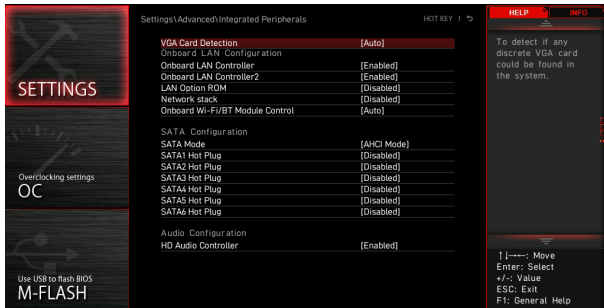 Settings\Advanced\Integrated Peripherals
HOT KEY | ⮌
HELP
INFO
SETTINGS
Overclocking settings
OC
Use USB to flash BIOS
M-FLASH
VGA Card Detection [Auto]
Onboard LAN Configuration
Onboard LAN Controller [Enabled]
Onboard LAN Controller2 [Enabled]
LAN Option ROM [Disabled]
Network stack [Disabled]
Onboard Wi-Fi/BT Module Control [Auto]
SATA Configuration
SATA Mode [AHCI Mode]
SATA1 Hot Plug [Disabled]
SATA2 Hot Plug [Disabled]
SATA3 Hot Plug [Disabled]
SATA4 Hot Plug [Disabled]
SATA5 Hot Plug [Disabled]
SATA6 Hot Plug [Disabled]
Audio Configuration
HD Audio Controller [Enabled]
To detect if any
discrete VGA card
could be found in
the system.
↑↓→←: Move
Enter: Select
+/-: Value
ESC: Exit
F1: General Help